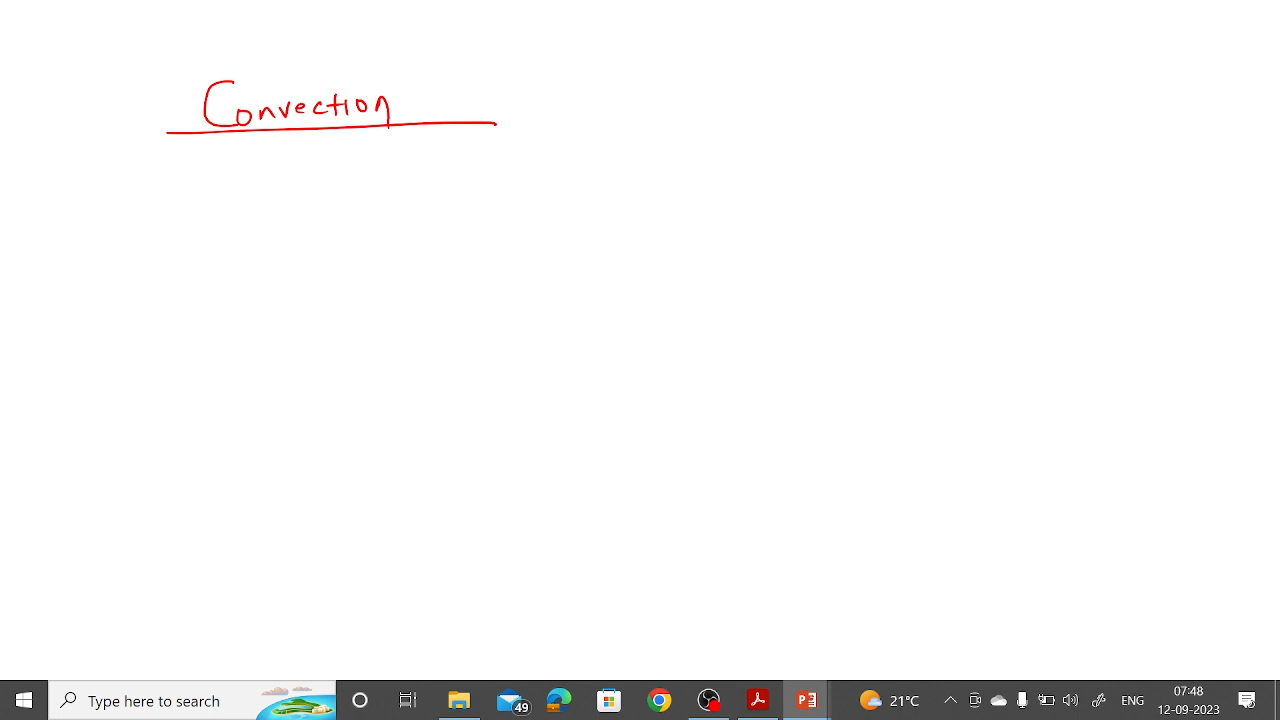 Convection
Type here to search
49
21°C
ENG
07:48
12-09-2023